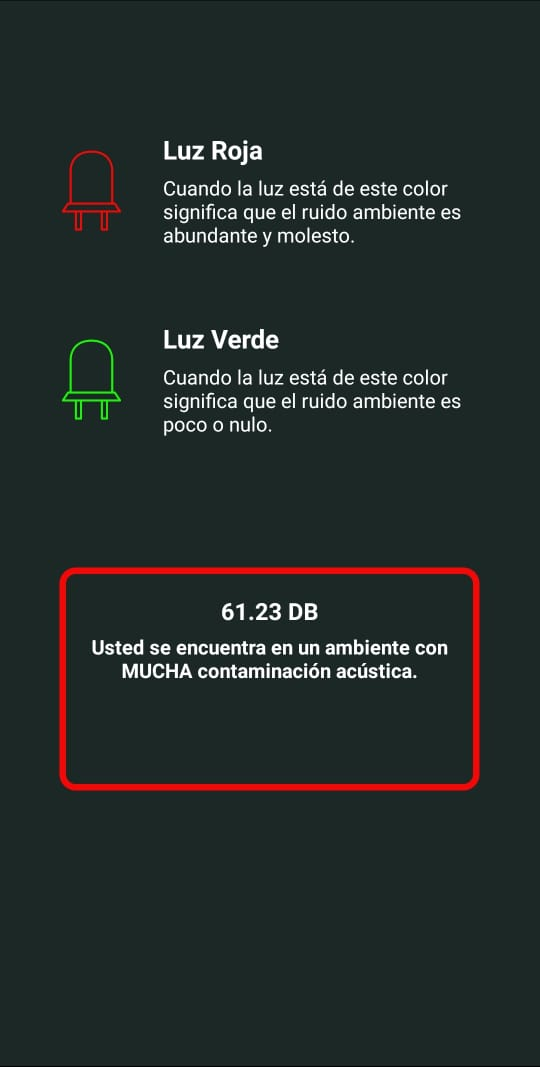 Luz Roja
Cuando la luz está de este color
significa que el ruido ambiente es
abundante y molesto.
Luz Verde
Cuando la luz está de este color
significa que el ruido ambiente es
poco o nulo.
61.23 DB
Usted se encuentra en un ambiente con
MUCHA contaminación acústica.